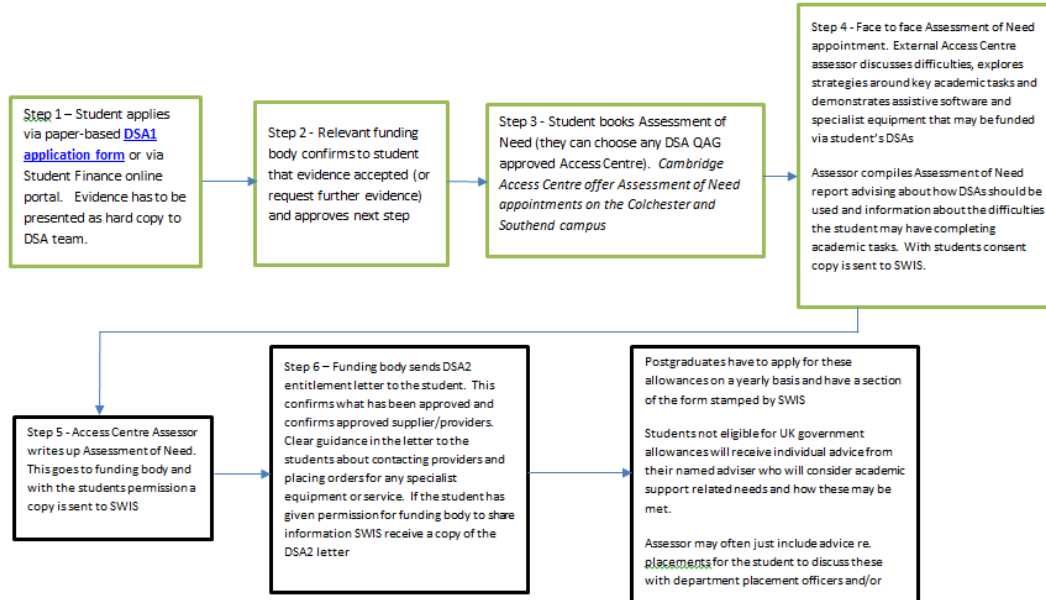 Step 1 – Student applies
via paper-based DSA1
application form or via
Student Finance online
portal. Evidence has to be
presented as hard copy to
DSA team.
Step 2 - Relevant funding
body confirms to student
that evidence accepted (or
request further evidence)
and approves next step
Step 3 - Student books Assessment of
Need (they can choose any DSA QAG
approved Access Centre). Cambridge
Access Centre offer Assessment of Need
appointments on the Colchester and
Southend campus
Step 4 - Face to face Assessment of Need
appointment. External Access Centre
assessor discusses difficulties, explores
strategies around key academic tasks and
demonstrates assistive software and
specialist equipment that may be funded
via student's DSAs
Assessor compiles Assessment of Need
report advising about how DSAs should be
used and information about the difficulties
the student may have completing
academic tasks. With students consent
copy is sent to SWIS.
Step 5 - Access Centre Assessor
writes up Assessment of Need.
This goes to funding body and
with the students permission a
copy is sent to SWIS
Step 6 – Funding body sends DSA2
entitlement letter to the student. This
confirms what has been approved and
confirms approved supplier/providers.
Clear guidance in the letter to the
students about contacting providers and
placing orders for any specialist
equipment or service. If the student has
given permission for funding body to share
information SWIS receive a copy of the
DSA2 letter
Postgraduates have to apply for these
allowances on a yearly basis and have a section
of the form stamped by SWIS
Students not eligible for UK government
allowances will receive individual advice from
their named adviser who will consider academic
support related needs and how these may be
met.
Assessor may often just include advice re.
placements for the student to discuss these
with department placement officers and/or